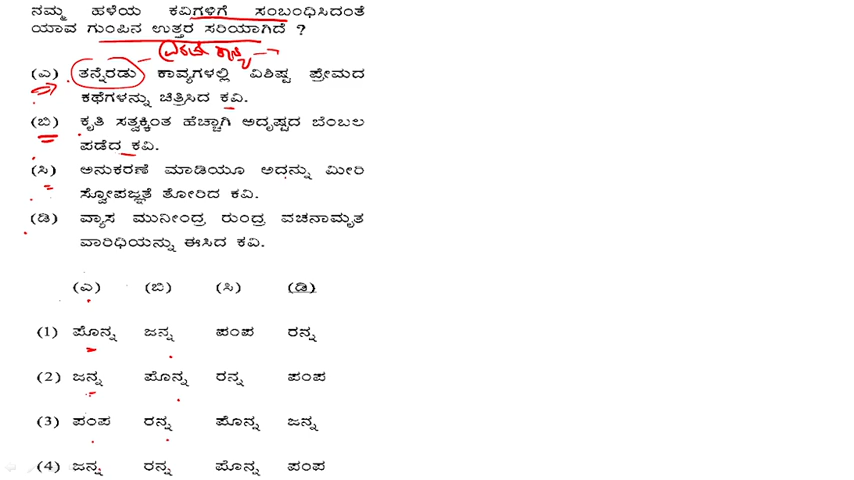 ನಮ್ಮ ಹಳೆಯ ಕವಿಗಳಿಗೆ ಸಂಬಂಧಿಸಿದಂತೆ
ಯಾವ ಗುಂಪಿನ ಉತ್ತರ ಸರಿಯಾಗಿದೆ ?
(ಎ) ತನ್ನೆರಡು ಕಾವ್ಯಗಳಲ್ಲಿ ವಿಶಿಷ್ಟ ಪ್ರೇಮದ
ಕಥೆಗಳನ್ನು ಚಿತ್ರಿಸಿದ ಕವಿ.
(ಬಿ) ಕೃತಿ ಸತ್ವಕ್ಕಿಂತ ಹೆಚ್ಚಾಗಿ ಅದೃಷ್ಟದ ಬೆಂಬಲ
ಪಡೆದ ಕವಿ.
(ಸಿ) ಅನುಕರಣೆ ಮಾಡಿಯೂ ಅದನ್ನು ಮೀರಿ
ಸ್ವೋಪಜ್ಞತೆ ತೋರಿದ ಕವಿ.
(ಡಿ) ವ್ಯಾಸ ಮುನೀಂದ್ರ ರುಂದ್ರ ವಚನಾಮೃತ
ವಾರಿಧಿಯನ್ನು ಈಸಿದ ಕವಿ.
(ಎ) (ಬಿ) (ಸಿ) (ಡಿ)
(1) ಪೊನ್ನ ಜನ್ನ ಪಂಪ ರನ್ನ
(2) ಜನ್ನ ಪೊನ್ನ ರನ್ನ ಪಂಪ
(3) ಪಂಪ ರನ್ನ ಪೊನ್ನ ಜನ್ನ
(4) ಜನ್ನ ರನ್ನ ಪೊನ್ನ ಪಂಪ